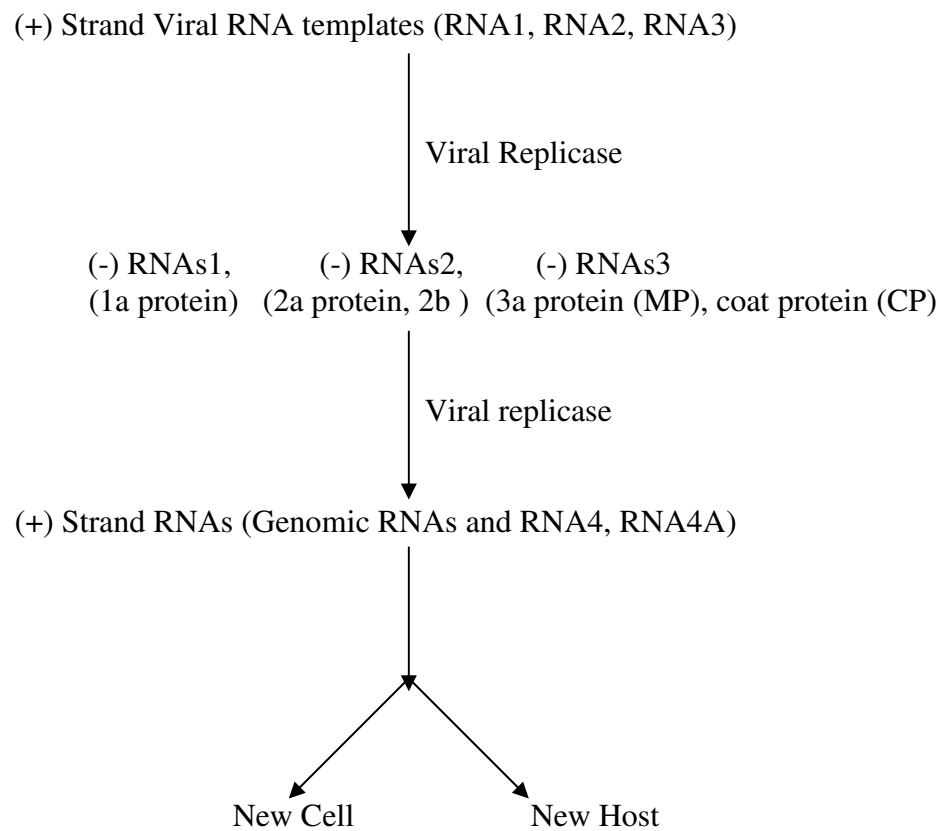 (+) Strand Viral RNA templates (RNA1, RNA2, RNA3)
Viral Replicase
(-) RNAs1, (-) RNAs2, (-) RNAs3
(1a protein) (2a protein, 2b ) (3a protein (MP), coat protein (CP)
Viral replicase
(+) Strand RNAs (Genomic RNAs and RNA4, RNA4A)
New Cell New Host